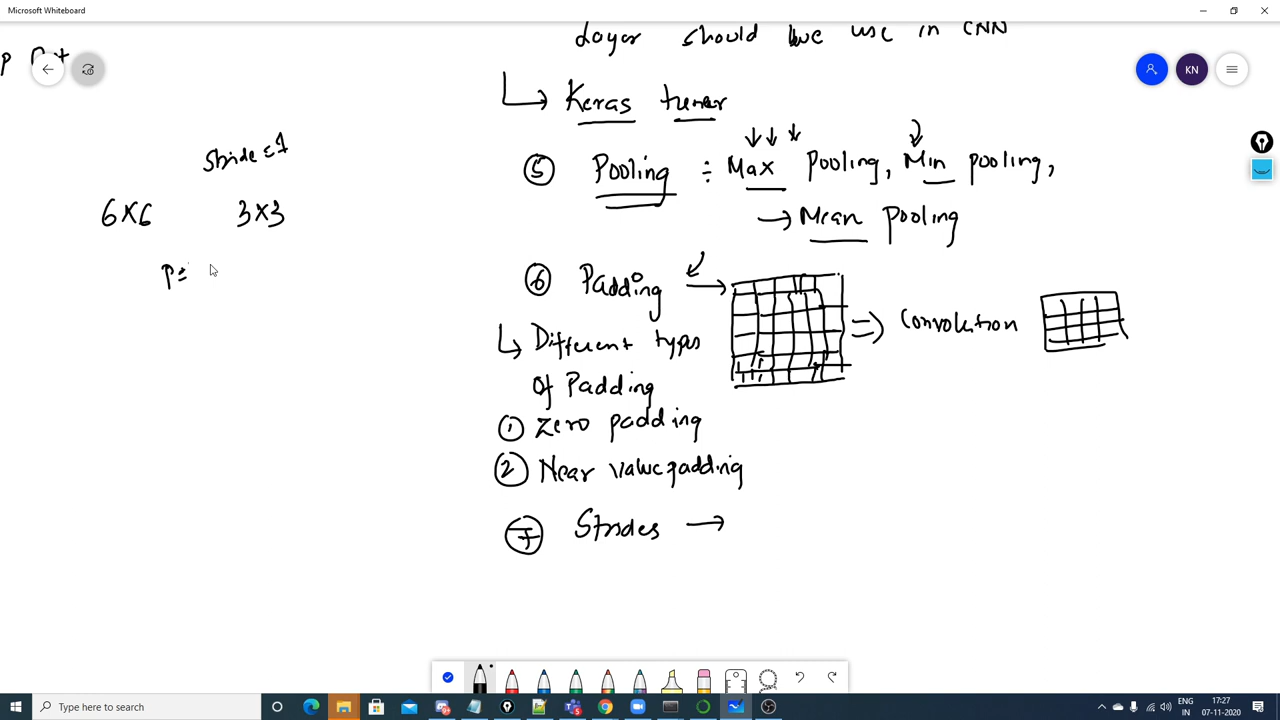 Microsoft Whiteboard
Layer should we use in CNN
KN
Keras tuner
Stride = 1
5 Pooling ÷ Max Pooling, Min pooling,
6X6 3X3
→ Mean Pooling
P=
6 Padding → ⇒ Convolution
Different types
Of Padding
1 Zero padding
2 Near value padding
7 Strides →
Type here to search
ENG
IN
17:27
07-11-2020